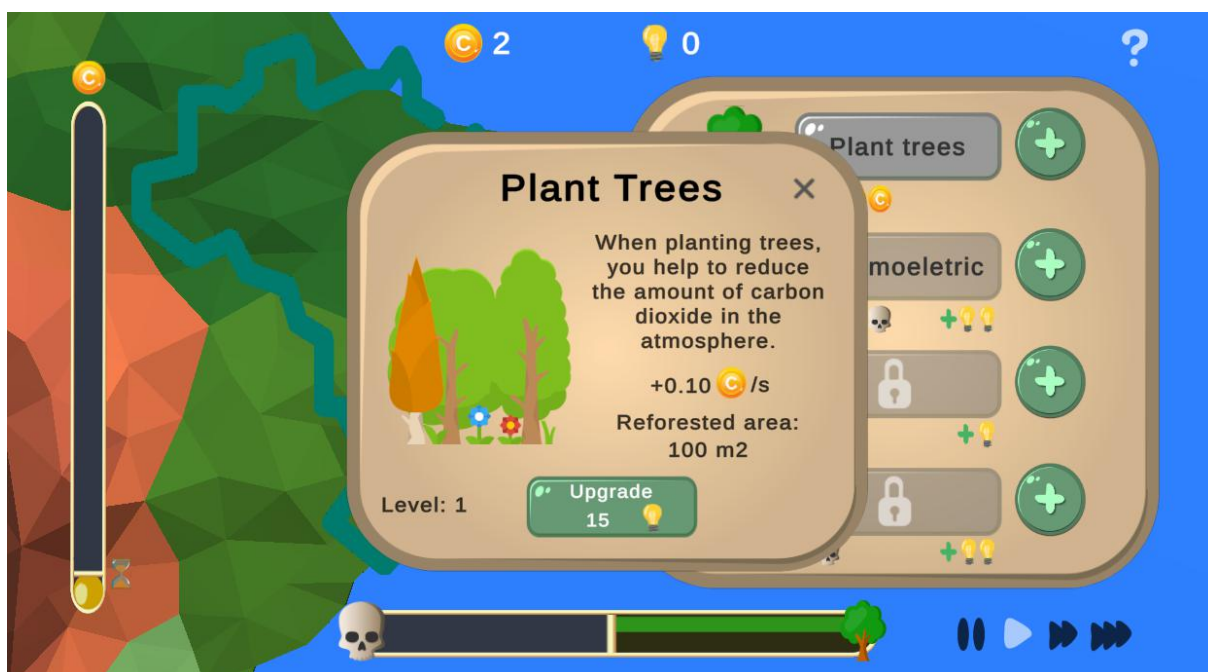 C 2
0
?
C
Plant trees
C
moeletric
Plant Trees
When planting trees,
you help to reduce
the amount of carbon
dioxide in the
atmosphere.
+0.10 C /s
Reforested area:
100 m2
Level: 1
Upgrade
15